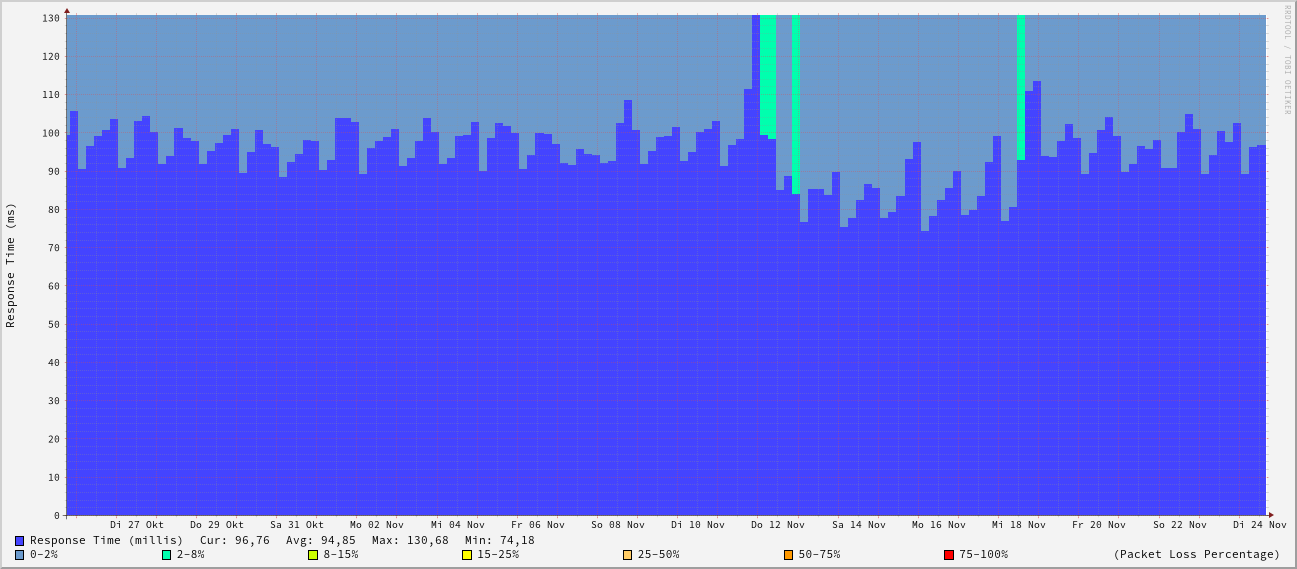 130
120
110
100
90
80
70
60
50
40
30
20
10
0
Response Time (ms)
RRDTOOL / TOBI OETIKER
Di 27 Okt Do 29 Okt Sa 31 Okt Mo 02 Nov Mi 04 Nov Fr 06 Nov So 08 Nov Di 10 Nov Do 12 Nov Sa 14 Nov Mo 16 Nov Mi 18 Nov Fr 20 Nov So 22 Nov Di 24 Nov
Response Time (millis) Cur: 96,76 Avg: 94,85 Max: 130,68 Min: 74,18
0-2% 2-8% 8-15% 15-25% 25-50% 50-75% 75-100% (Packet Loss Percentage)